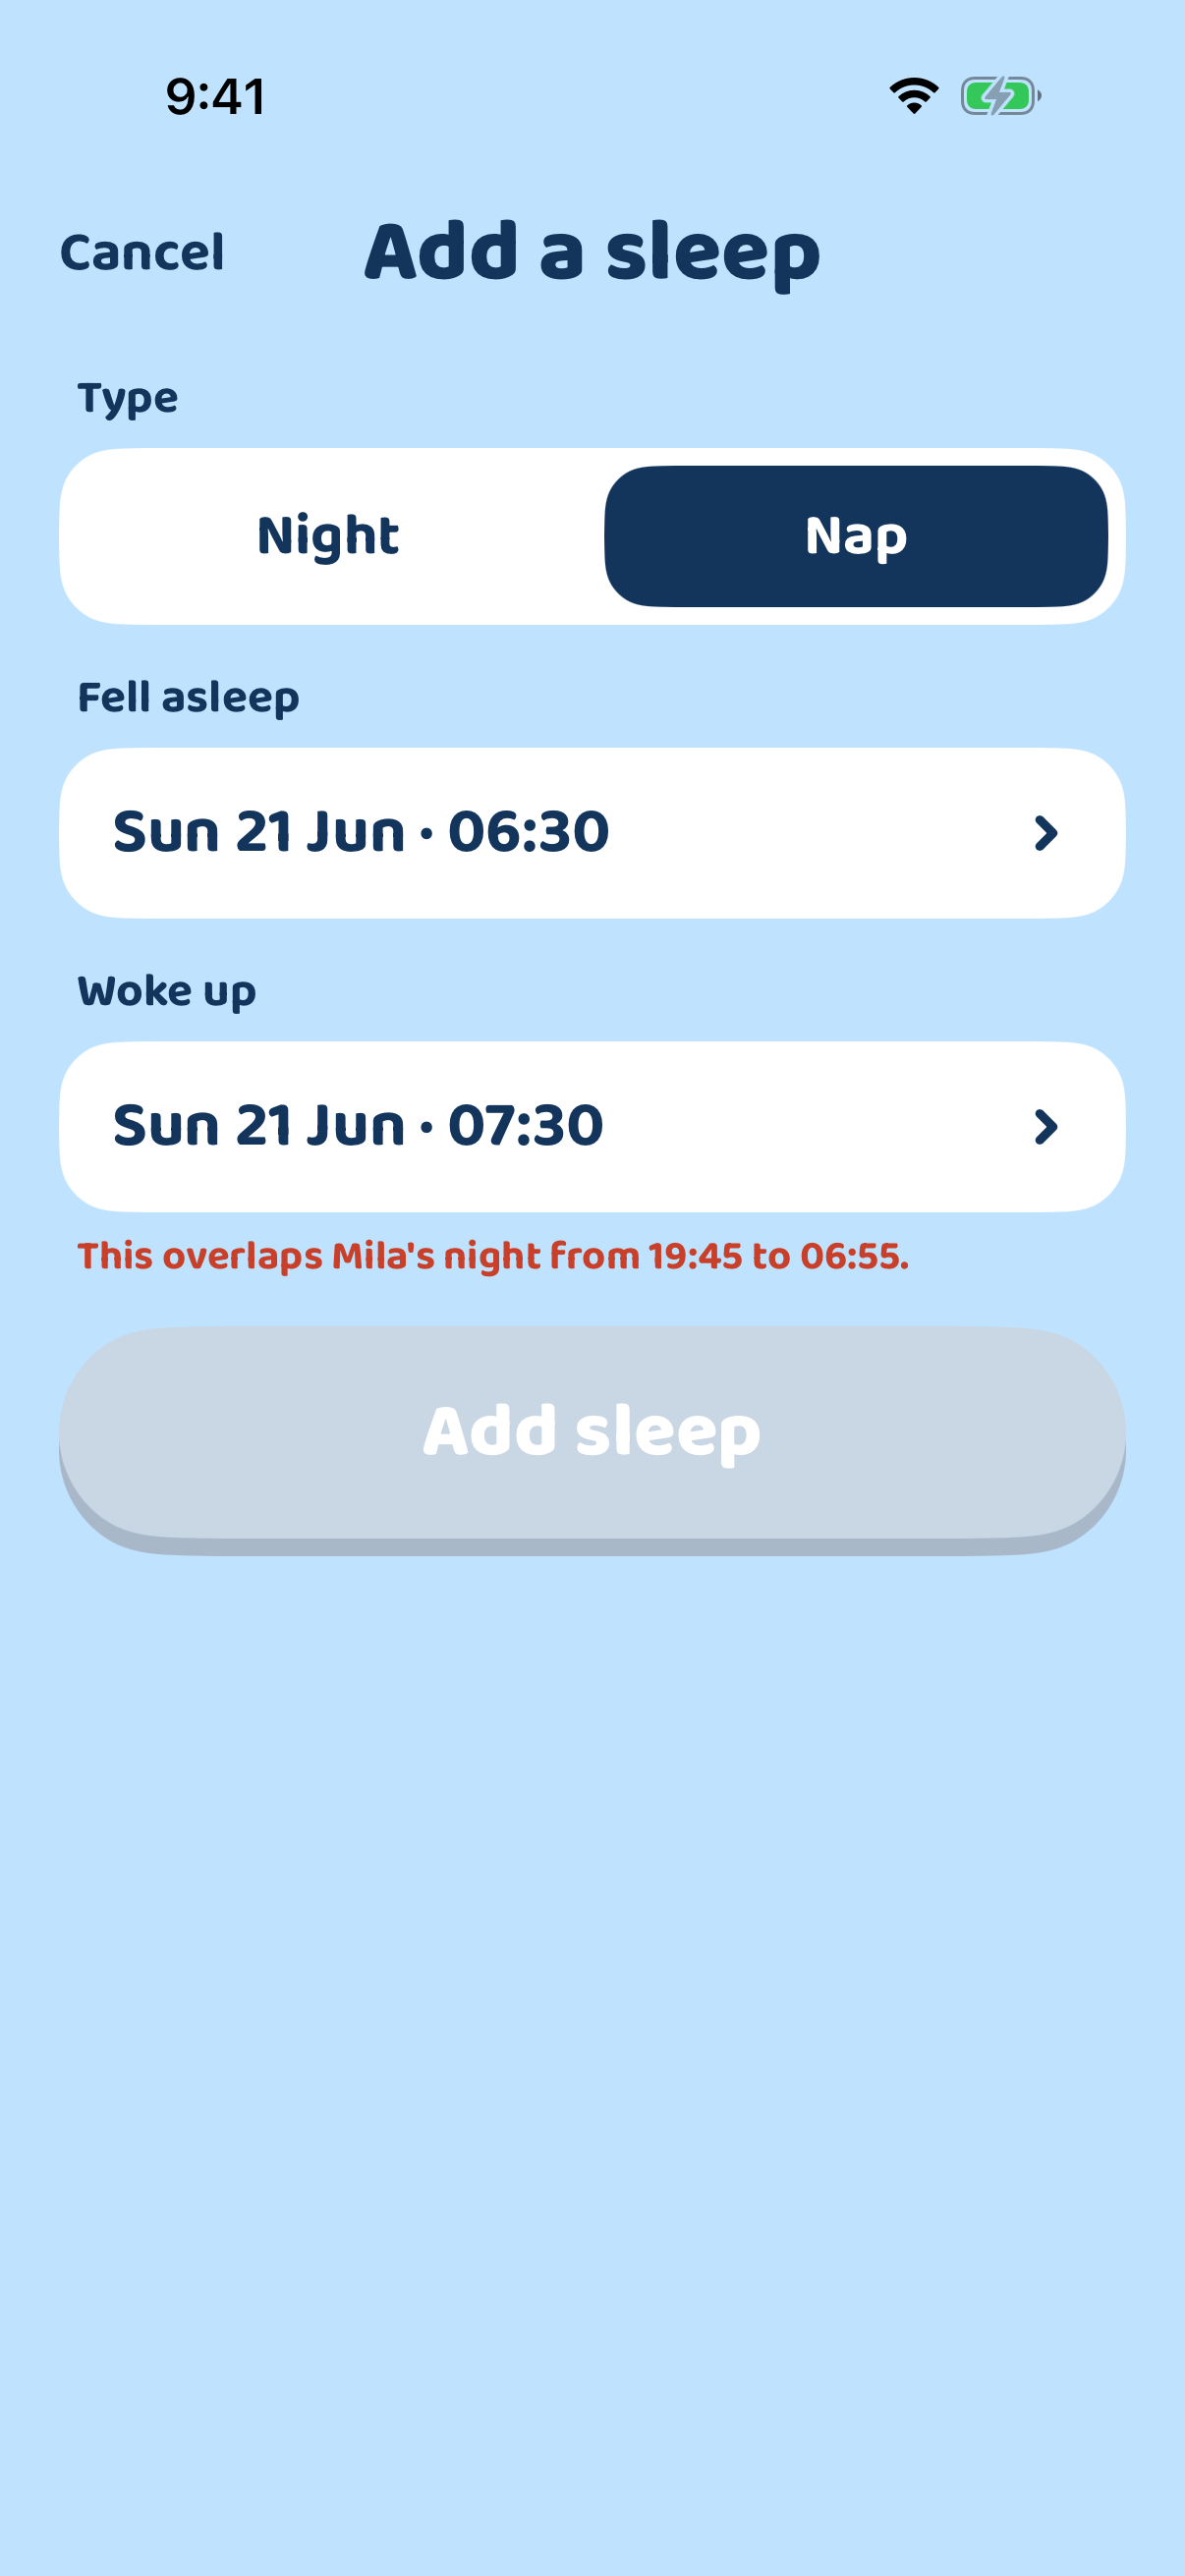 9:41
Cancel
Add a sleep
Type
Night
Nap
Fell asleep
Sun 21 Jun · 06:30
Woke up
Sun 21 Jun · 07:30
This overlaps Mila's night from 19:45 to 06:55.
Add sleep